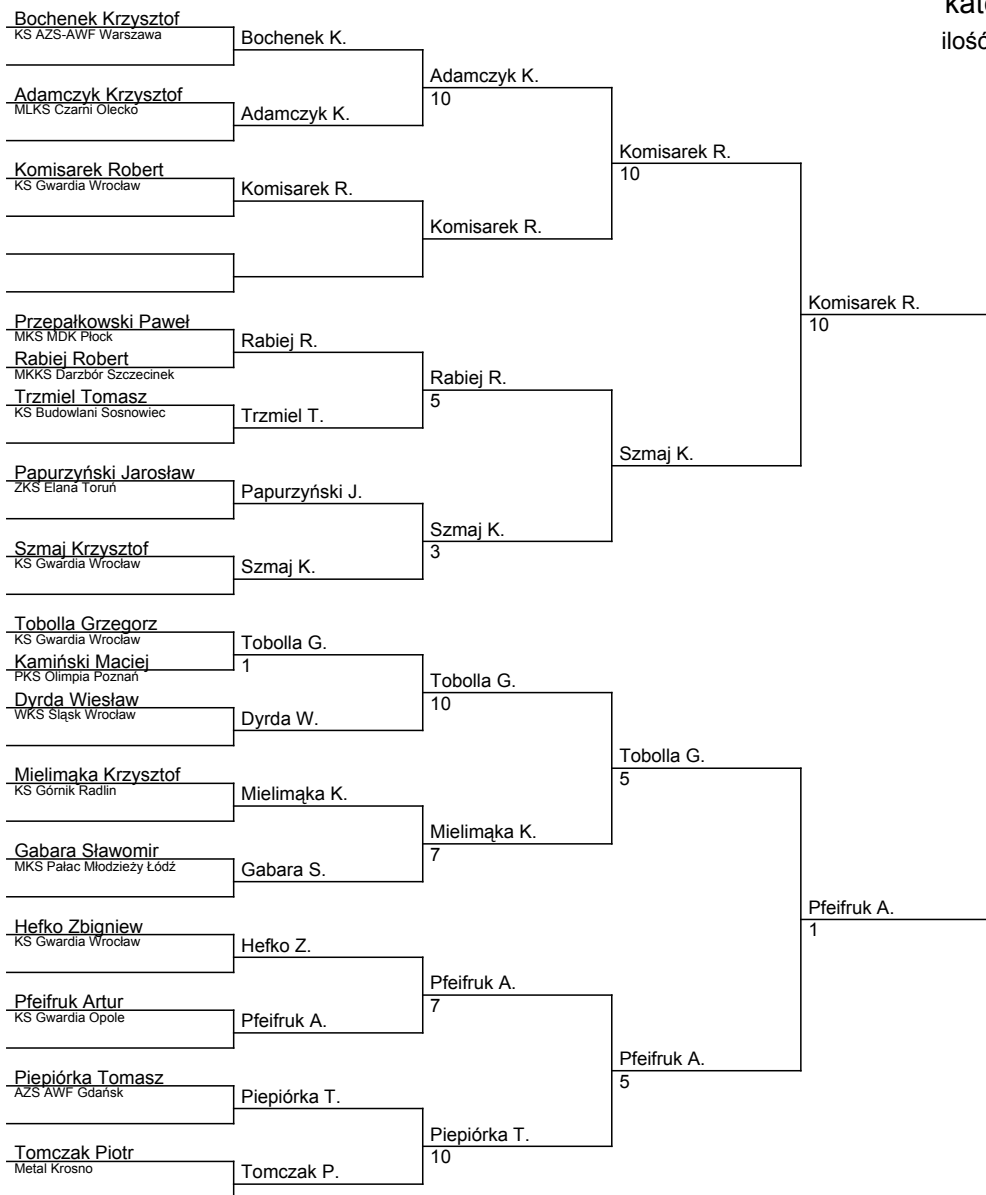 kat
ilość
Bochenek Krzysztof
KS AZS-AWF Warszawa
Adamczyk Krzysztof
MLKS Czarni Olecko
Komisarek Robert
KS Gwardia Wrocław
Przepałkowski Paweł
MKS MDK Płock
Rabiej Robert
MKKS Darzbór Szczecinek
Trzmiel Tomasz
KS Budowlani Sosnowiec
Papurzyński Jarosław
ZKS Elana Toruń
Szmaj Krzysztof
KS Gwardia Wrocław
Tobolla Grzegorz
KS Gwardia Wrocław
Kamiński Maciej
PKS Olimpia Poznań
Dyrda Wiesław
WKS Śląsk Wrocław
Mielimąka Krzysztof
KS Górnik Radlin
Gabara Sławomir
MKS Pałac Młodzieży Łódź
Hefko Zbigniew
KS Gwardia Wrocław
Pfeifruk Artur
KS Gwardia Opole
Piepiórka Tomasz
AZS AWF Gdańsk
Tomczak Piotr
Metal Krosno
Bochenek K.
Adamczyk K.
Komisarek R.
Rabiej R.
Trzmiel T.
Papurzyński J.
Szmaj K.
Tobolla G.
1
Dyrda W.
Mielimąka K.
Gabara S.
Hefko Z.
Pfeifruk A.
Piepiórka T.
Tomczak P.
Adamczyk K.
10
Komisarek R.
Rabiej R.
5
Szmaj K.
3
Tobolla G.
10
Mielimąka K.
7
Pfeifruk A.
7
Piepiórka T.
10
Komisarek R.
10
Szmaj K.
Tobolla G.
5
Pfeifruk A.
5
Komisarek R.
10
Pfeifruk A.
1